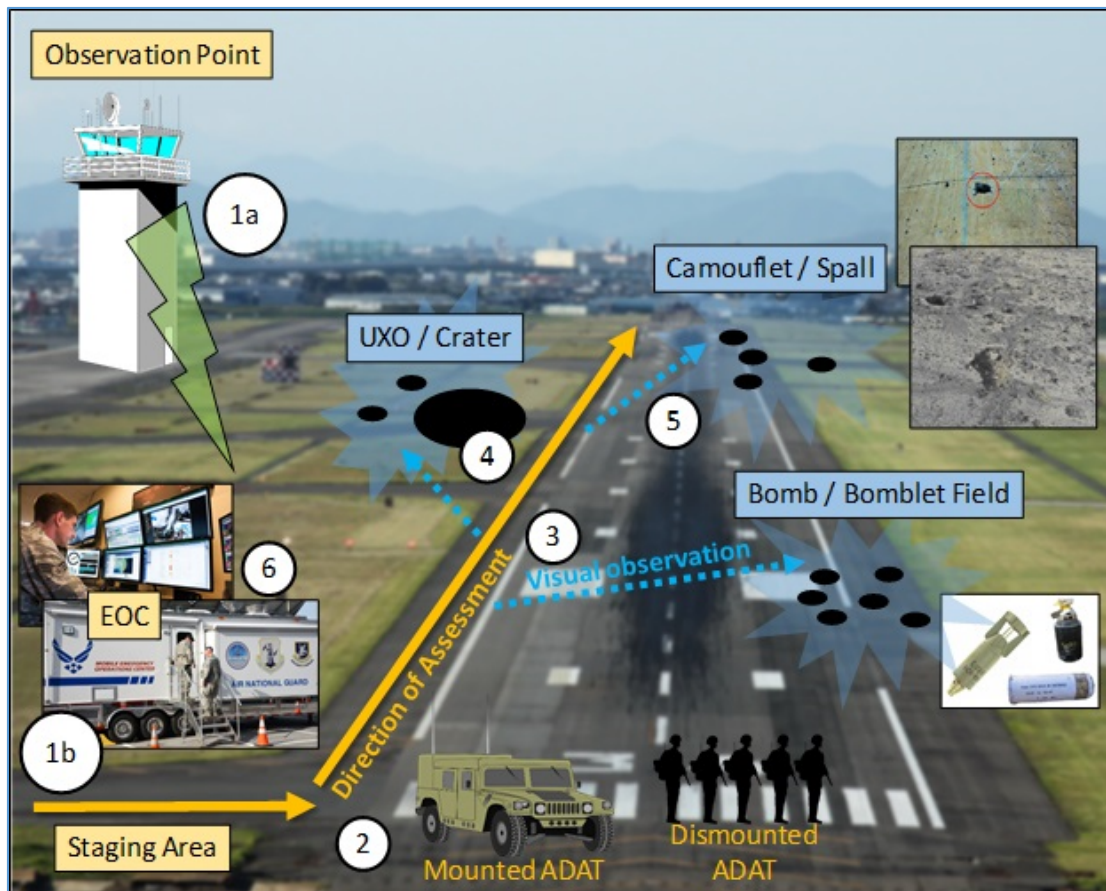 Observation Point
1a
Camouflet / Spall
UXO / Crater
5
4
Bomb / Bomblet Field
3
Visual observation
6
EOC
MOBILE EMERGENCY
OPERATIONS CENTER
AIR NATIONAL GUARD
Direction of Assessment
1b
2
Staging Area
Mounted ADAT
Dismounted
ADAT